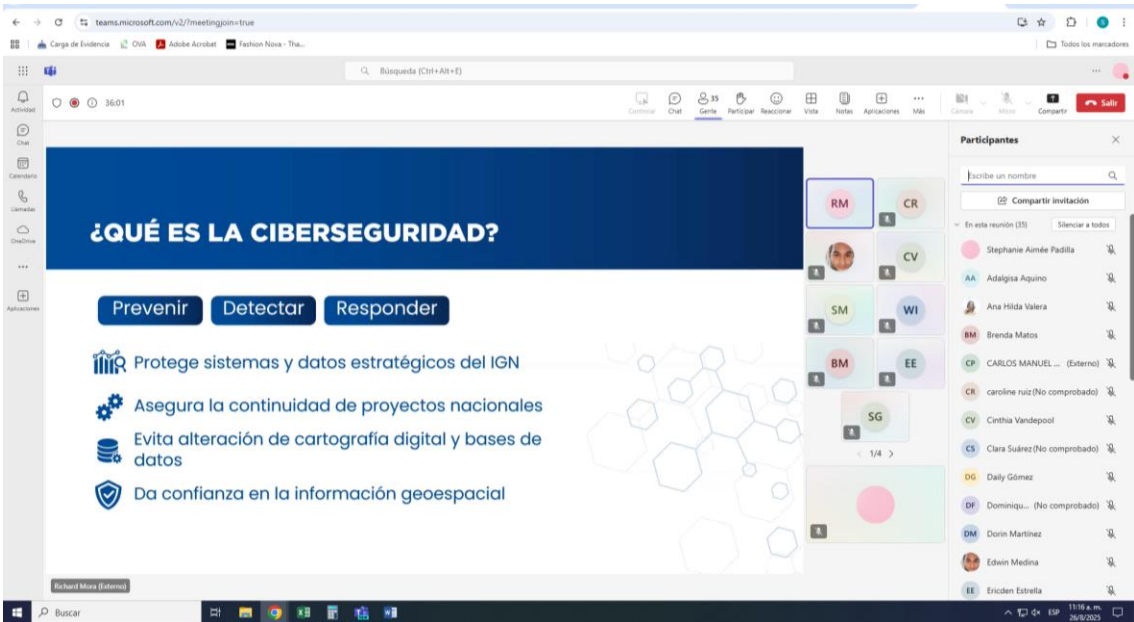 teams.microsoft.com/v2/?meetingjoin=true
Carga de Evidencia
OVA
Adobe Acrobat
Fashion Nova - Tha...
Todos los marcadores
Búsqueda (Ctrl+Alt+E)
36:01
Controlar
Chat
35
Gente
Participar
Reaccionar
Vista
Notas
Aplicaciones
Más
Cámara
Micro
Compartir
Salir
Actividad
Chat
Calendario
Llamadas
OneDrive
Aplicaciones
¿QUÉ ES LA CIBERSEGURIDAD?
Prevenir
Detectar
Responder
Protege sistemas y datos estratégicos del IGN
Asegura la continuidad de proyectos nacionales
Evita alteración de cartografía digital y bases de
datos
Da confianza en la información geoespacial
Richard Mora (Externo)
RM
CR
CV
SM
WI
BM
EE
SG
1/4
Participantes
Escribe un nombre
Compartir invitación
En esta reunión (35)
Silenciar a todos
Stephanie Aimée Padilla
AA Adalgisa Aquino
Ana Hilda Valera
BM Brenda Matos
CP CARLOS MANUEL ... (Externo)
CR caroline ruiz (No comprobado)
CV Cinthia Vandepool
CS Clara Suárez (No comprobado)
DG Daily Gómez
DF Dominiqu... (No comprobado)
DM Dorin Martínez
Edwin Medina
EE Ericden Estrella
Buscar
ESP
11:16 a. m.
26/8/2025